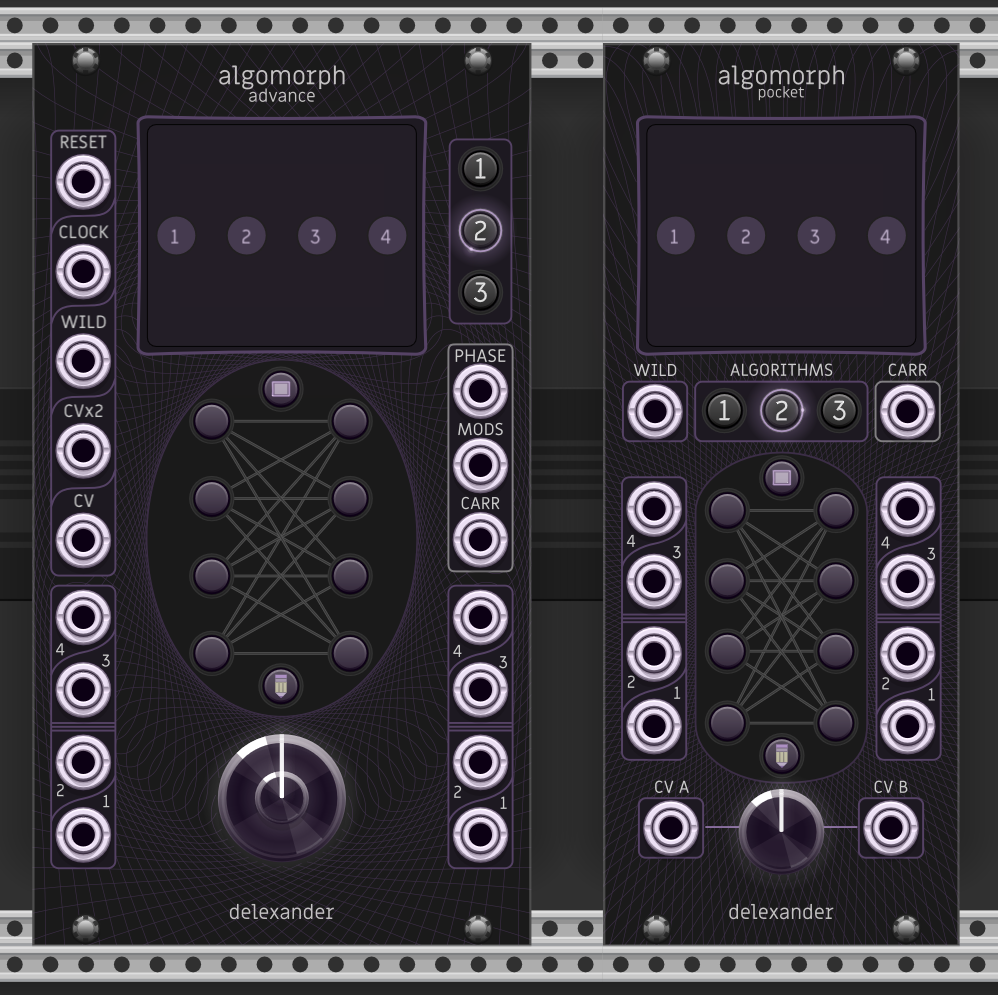 algomorph
advance
RESET
CLOCK
WILD
CVx2
CV
1 2 3 4
1
2
3
PHASE
MODS
CARR
4
3
2
1
4
3
2
1
delexander
algomorph
pocket
1 2 3 4
WILD ALGORITHMS CARR
1 2 3
4
3
2
1
4
3
2
1
CV A
CV B
delexander